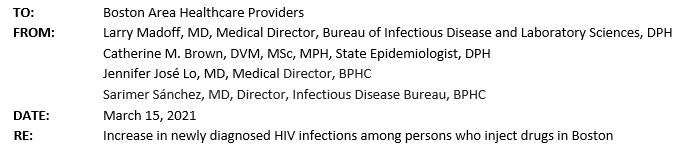 TO: Boston Area Healthcare Providers
FROM: Larry Madoff, MD, Medical Director, Bureau of Infectious Disease and Laboratory Sciences, DPH
Catherine M. Brown, DVM, MSc, MPH, State Epidemiologist, DPH
Jennifer José Lo, MD, Medical Director, BPHC
Sarimer Sánchez, MD, Director, Infectious Disease Bureau, BPHC
DATE: March 15, 2021
RE: Increase in newly diagnosed HIV infections among persons who inject drugs in Boston